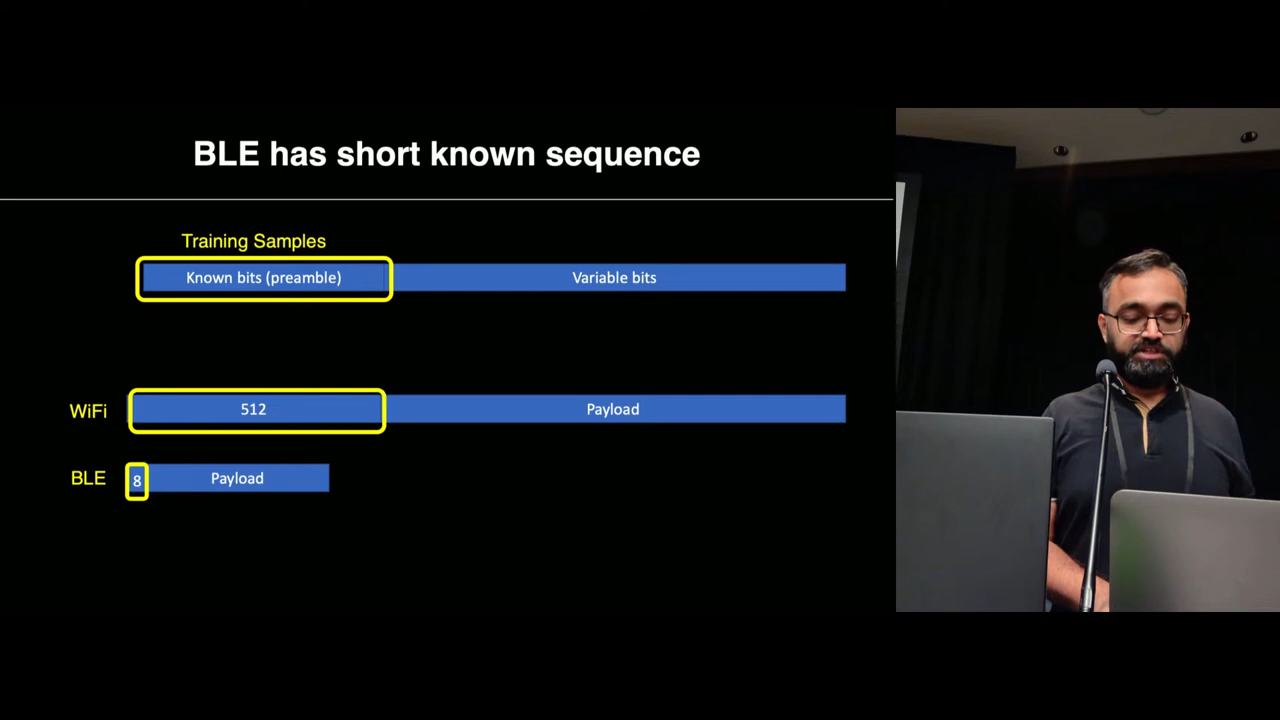 BLE has short known sequence
Training Samples
Known bits (preamble) Variable bits
WiFi 512 Payload
BLE 8 Payload